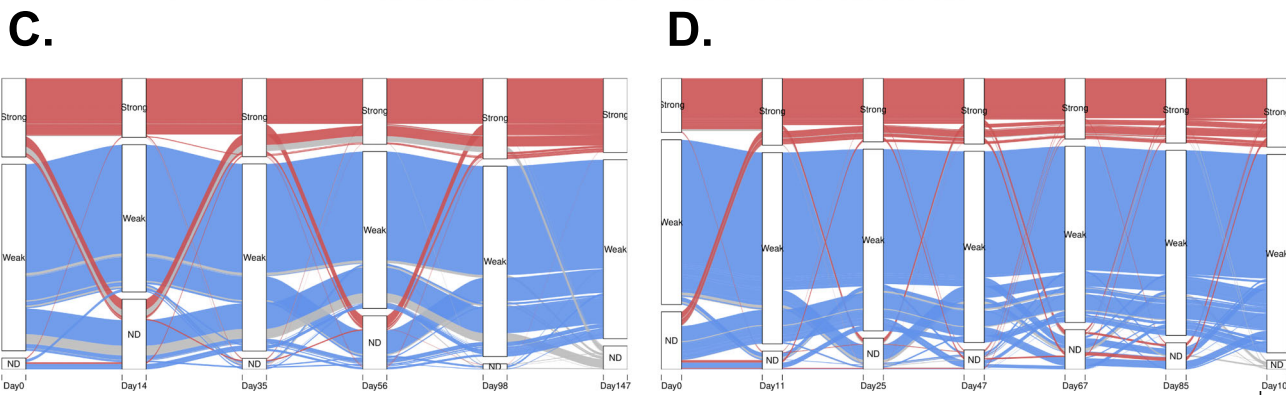 C.
D.
Strong
Strong
Strong
Strong
Strong
Strong
Weak
Weak
Weak
Weak
Weak
Weak
ND
ND
ND
ND
ND
ND
Day0
Day14
Day35
Day56
Day98
Day147
Strong
Strong
Strong
Strong
Strong
Strong
Strong
Weak
Weak
Weak
Weak
Weak
Weak
Weak
ND
ND
ND
ND
ND
ND
ND
Day0
Day11
Day25
Day47
Day67
Day85
Day10